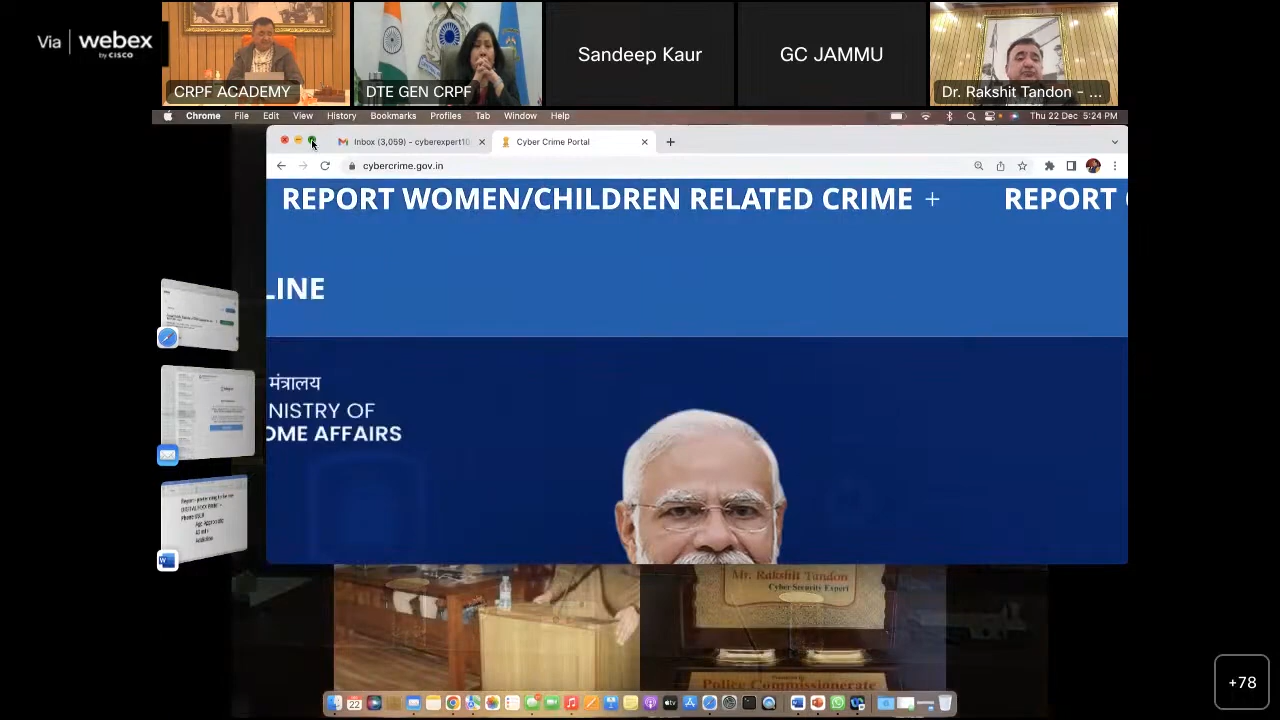 Via | webex
by CISCO
CRPF ACADEMY
DTE GEN CRPF
Sandeep Kaur
GC JAMMU
Dr. Rakshit Tandon - ...
Chrome File Edit View History Bookmarks Profiles Tab Window Help
Thu 22 Dec 5:24 PM
Inbox (3,059) - cyberexpert10
Cyber Crime Portal
cybercrime.gov.in
REPORT WOMEN/CHILDREN RELATED CRIME +
REPORT
LINE
मंत्रालय
NISTRY OF
OME AFFAIRS
Mr. Rakshit Tandon
Cyber Security Expert
Police Commissionerate
22
+78